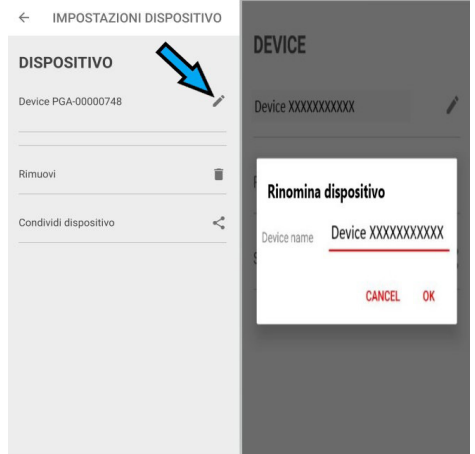 IMPOSTAZIONI DISPOSITIVO
DISPOSITIVO
Device PGA-00000748
Rimuovi
Condividi dispositivo
DEVICE
Device XXXXXXXXXXX
Rinomina dispositivo
Device name
Device XXXXXXXXXXX
CANCEL
OK